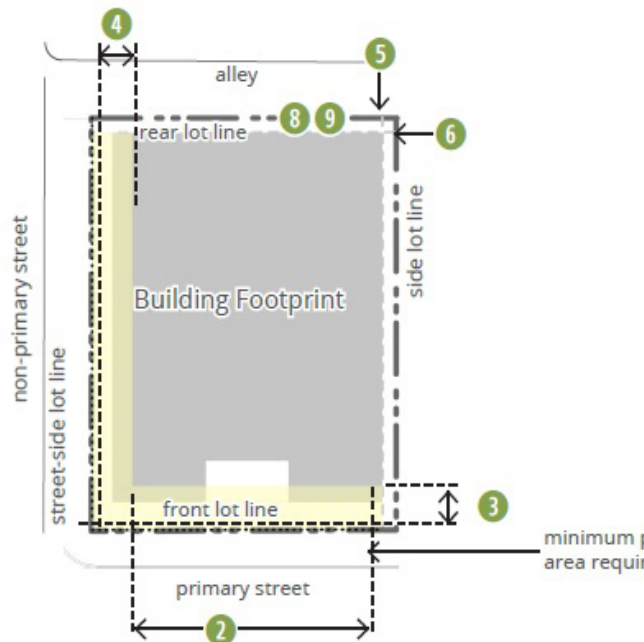 4
5
alley
8 9
rear lot line
6
side lot line
non-primary street
Building Footprint
street-side lot line
front lot line
3
minimum p
area requi
primary street
2